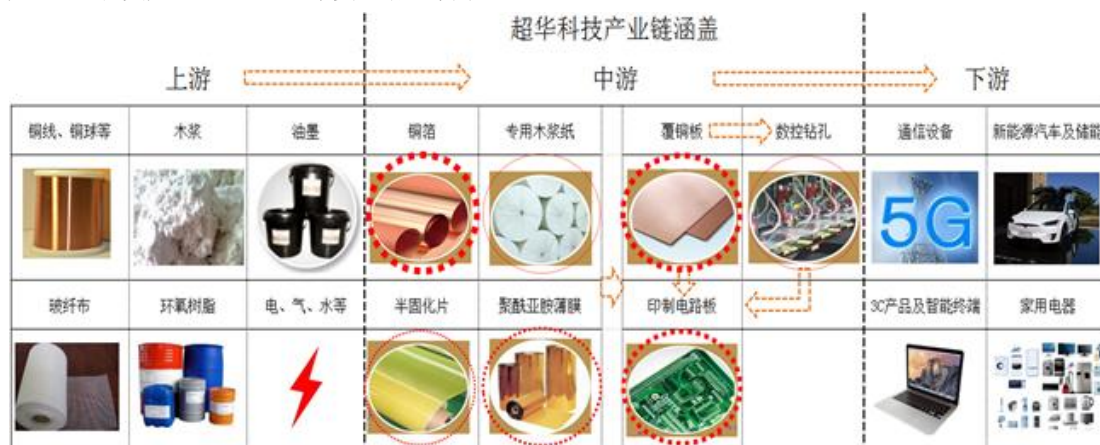 超华科技产业链涵盖
上游
中游
下游
铜线、铜球等
木浆
油墨
铜箔
专用木浆纸
覆铜板
数控钻孔
通信设备
新能源汽车及储能
5G
玻纤布
环氧树脂
电、气、水等
半固化片
聚酰亚胺薄膜
印制电路板
3C产品及智能终端
家用电器